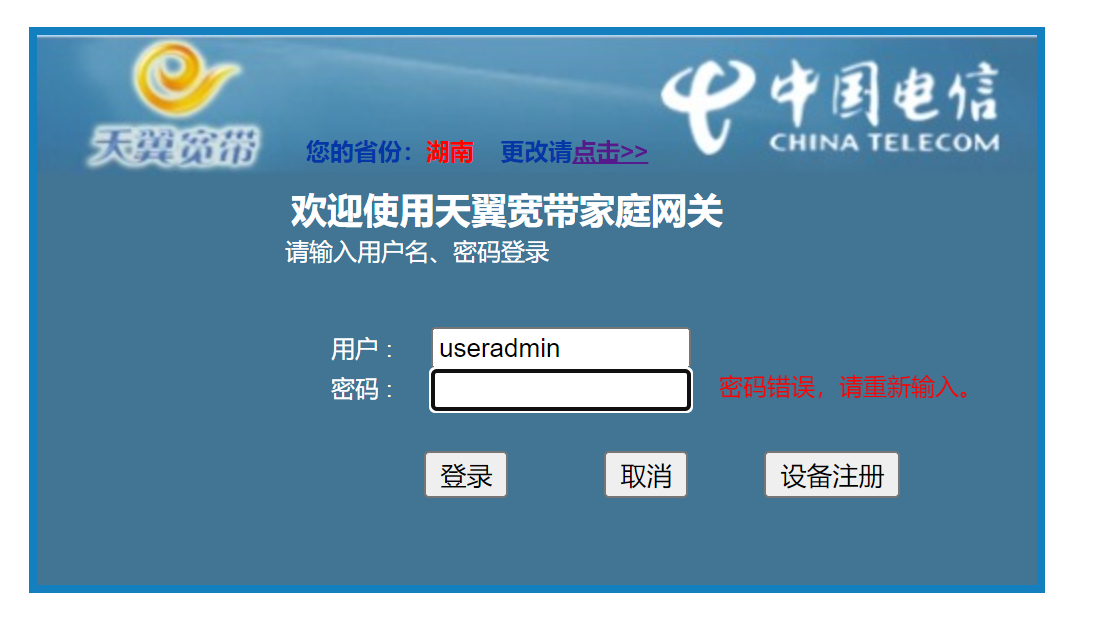 天翼宽带
中国电信
CHINA TELECOM
您的省份：湖南 更改请点击>>
欢迎使用天翼宽带家庭网关
请输入用户名、密码登录
用户： useradmin
密码： 密码错误，请重新输入。
登录 取消 设备注册